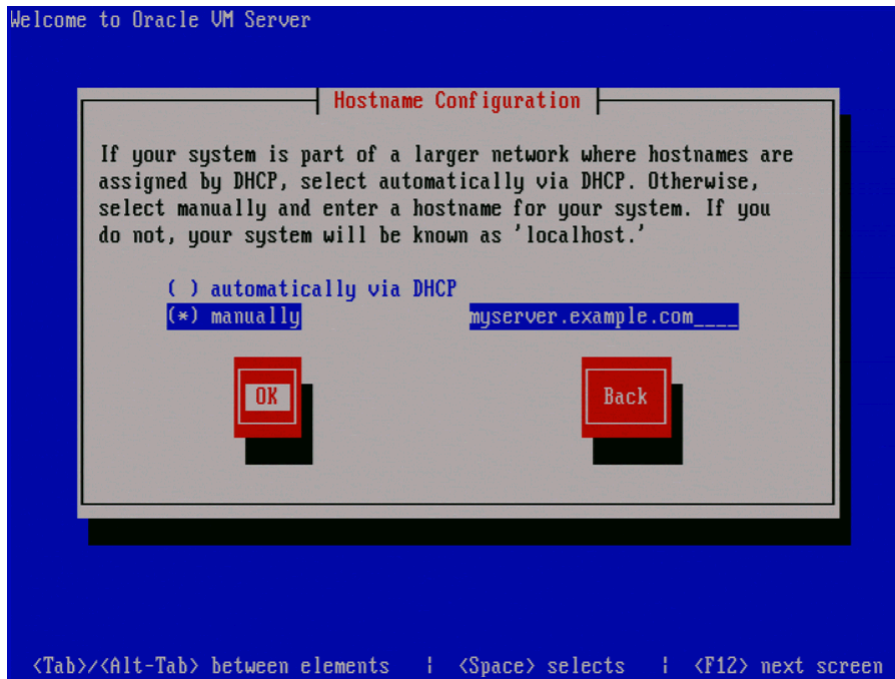 Welcome to Oracle VM Server
Hostname Configuration
If your system is part of a larger network where hostnames are
assigned by DHCP, select automatically via DHCP. Otherwise,
select manually and enter a hostname for your system. If you
do not, your system will be known as 'localhost.'
( ) automatically via DHCP
(*) manually myserver.example.com____
OK Back
<Tab>/<Alt-Tab> between elements | <Space> selects | <F12> next screen